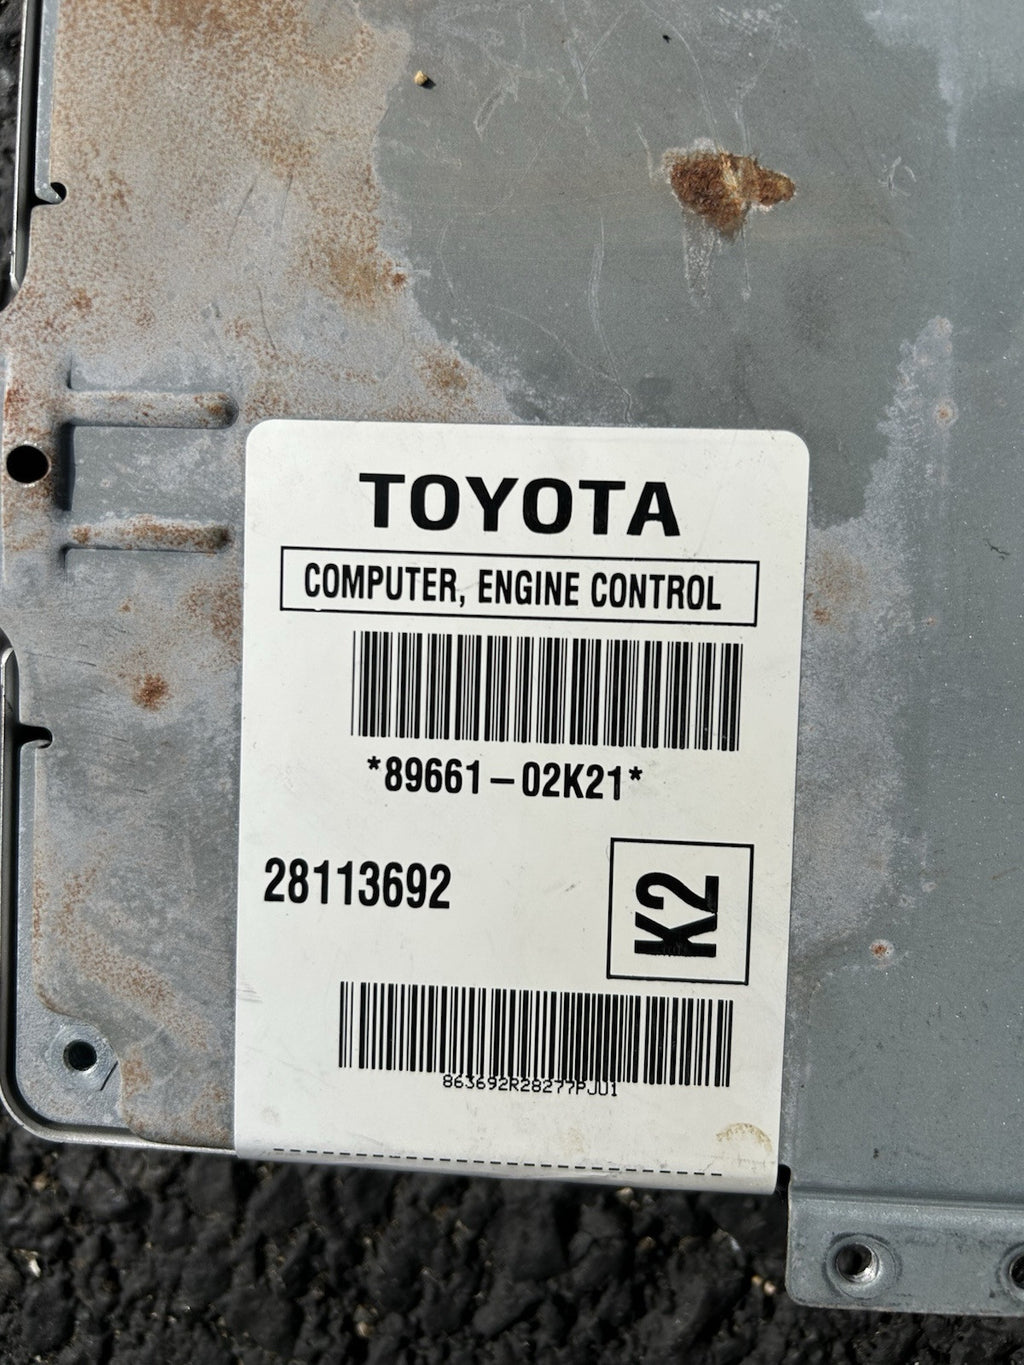 TOYOTA
COMPUTER, ENGINE CONTROL
*89661-02K21*
28113692
K2
863692R28277PJU1